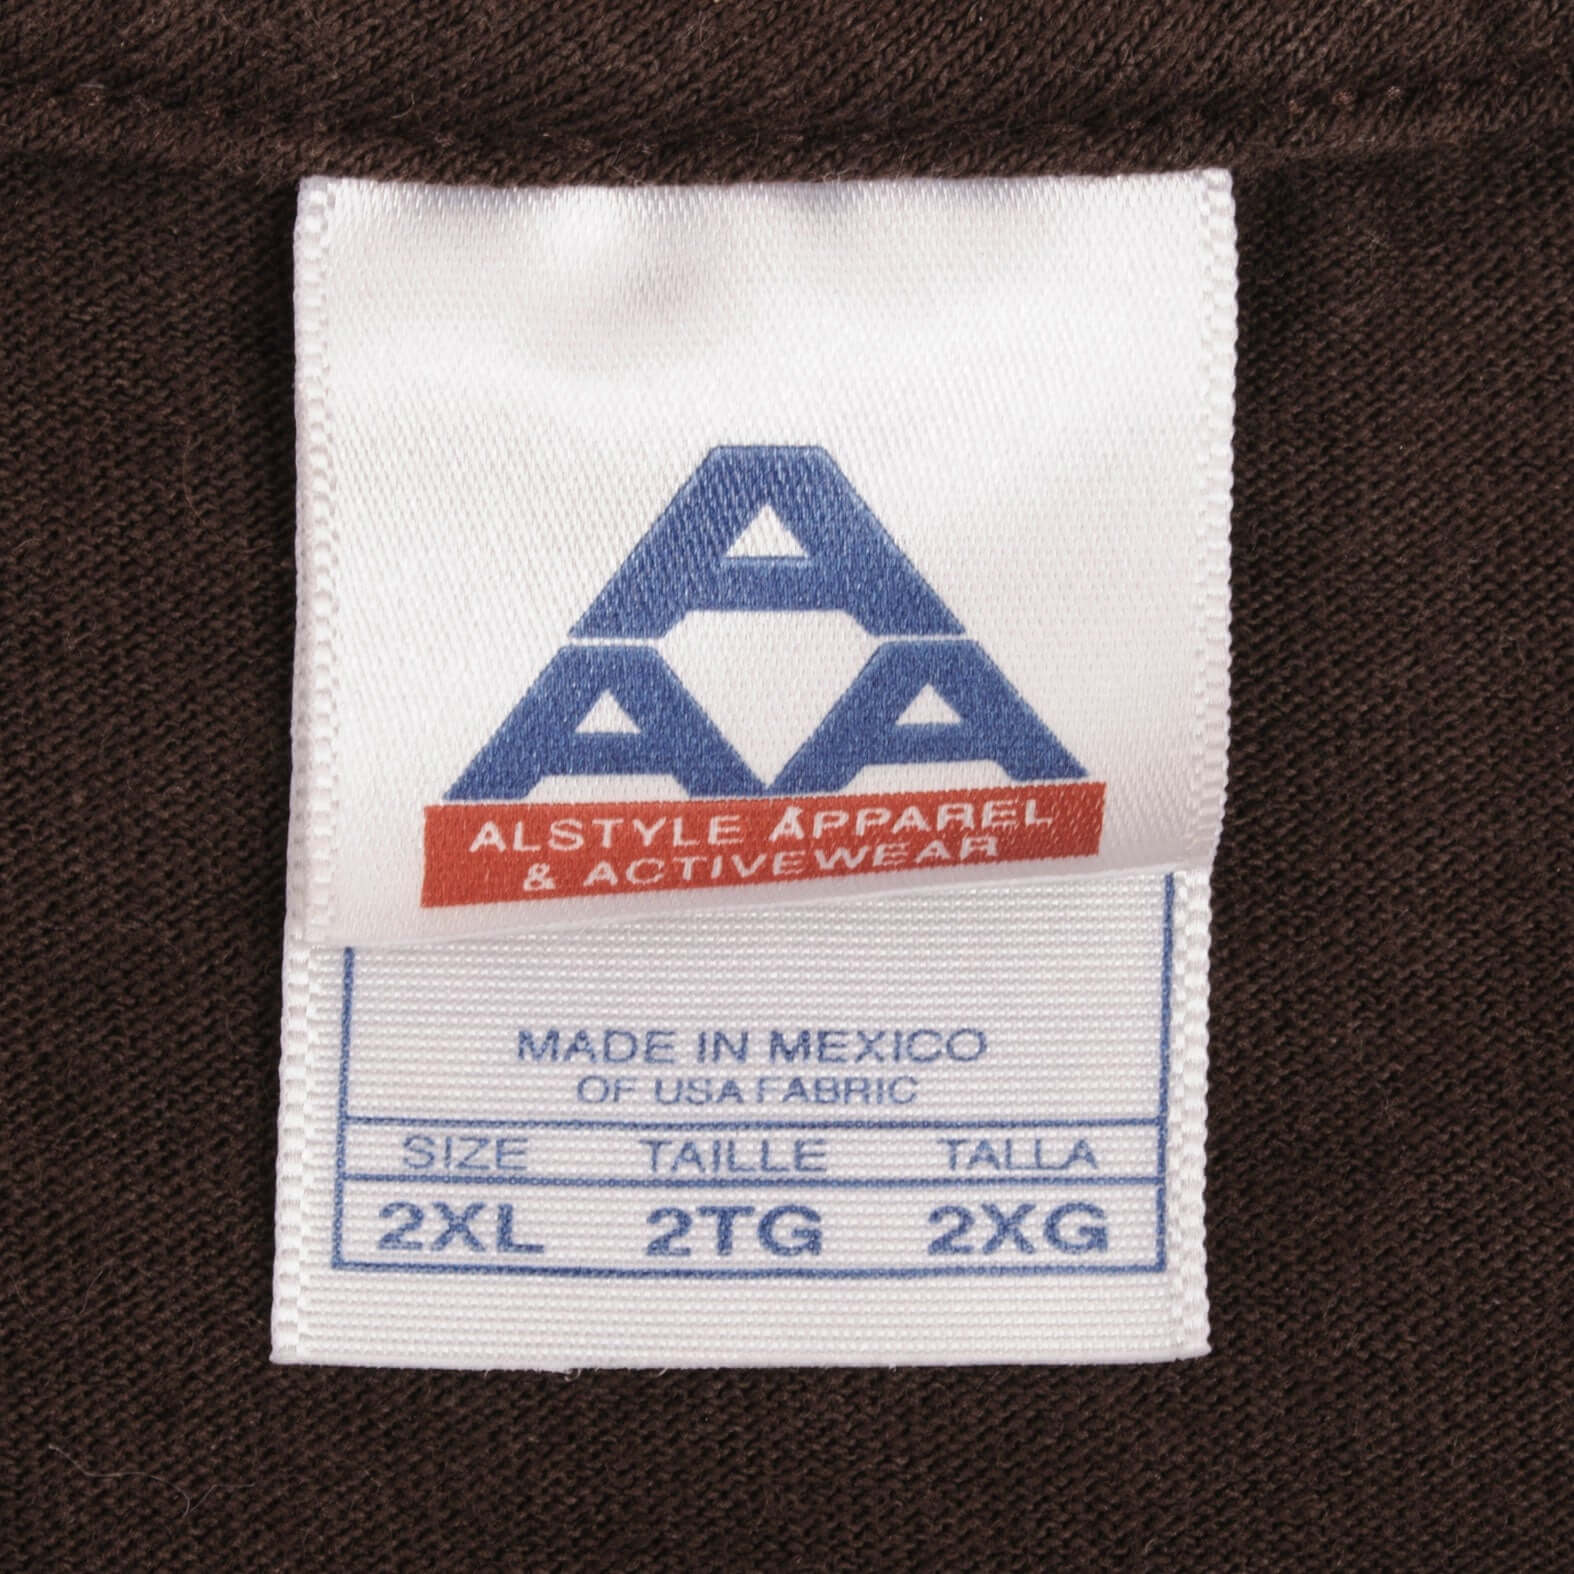 A
A A
ALSTYLE APPAREL
& ACTIVEWEAR
MADE IN MEXICO
OF USA FABRIC
SIZE TAILLE TALLA
2XL 2TG 2XG